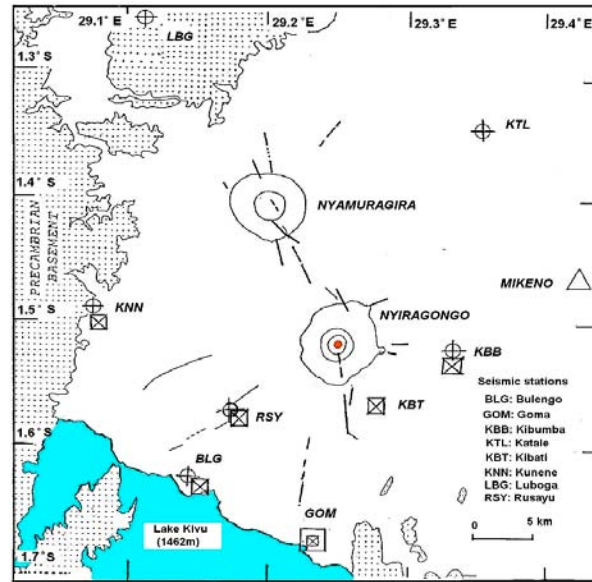 29.1° E
29.2° E
29.3° E
29.4° E
LBG
1.3° S
KTL
1.4° S
NYAMURAGIRA
PRECAMBRIAN
BASEMENT
MIKENO
KNN
1.5° S
NYIRAGONGO
KBB
Seismic stations
BLG: Bulengo
GOM: Goma
KBB: Kibumba
KTL: Katale
KBT: Kibati
KNN: Kunene
LBG: Luboga
RSY: Rusayu
KBT
RSY
1.6° S
BLG
GOM
0 5 km
Lake Kivu
(1462m)
1.7° S